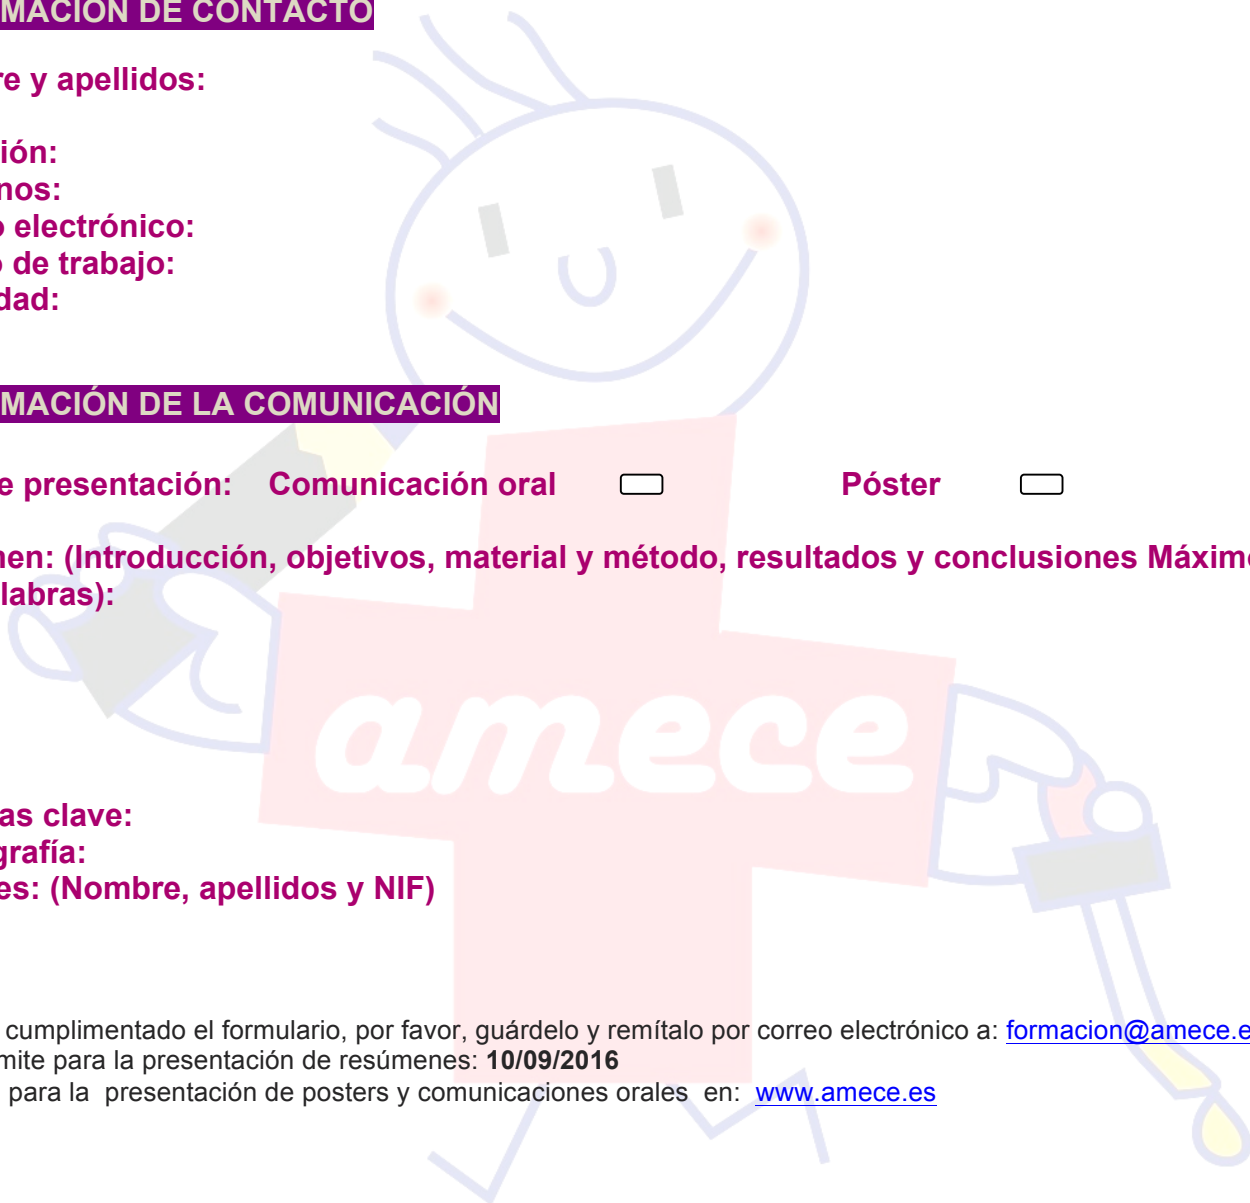 MACIÓN DE CONTACTO
re y apellidos:
ión:
nos:
o electrónico:
o de trabajo:
dad:
MACIÓN DE LA COMUNICACIÓN
e presentación: Comunicación oral Póster
men: (Introducción, objetivos, material y método, resultados y conclusiones Máximo
labras):
amece
as clave:
grafía:
es: (Nombre, apellidos y NIF)
cumplimentado el formulario, por favor, guárdelo y remítalo por correo electrónico a: formacion@amece.e
mite para la presentación de resúmenes: 10/09/2016
para la presentación de posters y comunicaciones orales en: www.amece.es